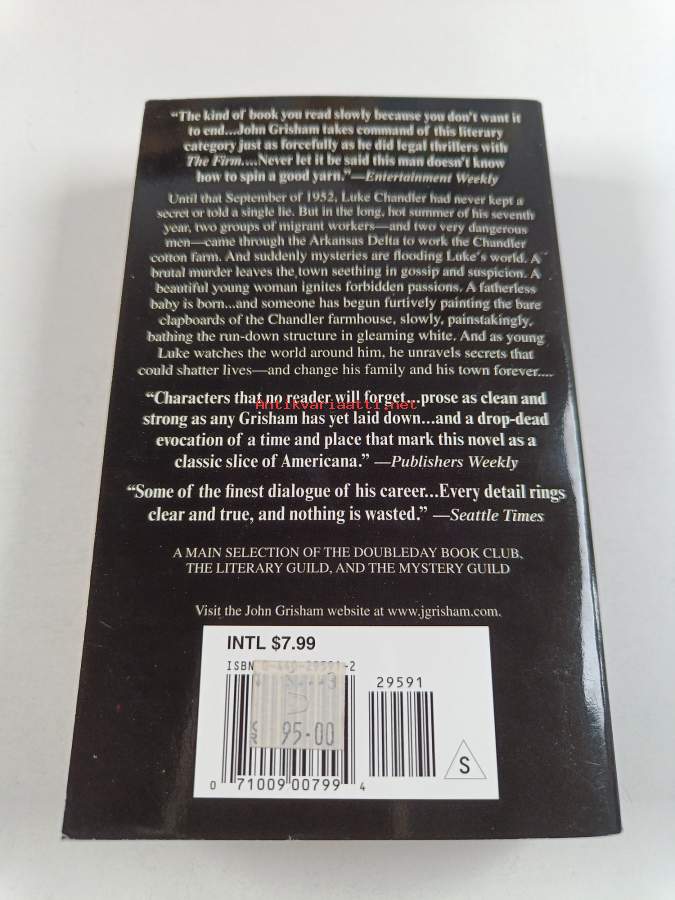 “The kind of book you read slowly because you don't want it
to end...John Grisham takes command of this literary
category just as forcefully as he did legal thrillers with
The Firm....Never let it be said this man doesn't know
how to spin a good yarn.”—Entertainment Weekly
Until that September of 1952, Luke Chandler had never kept a
secret or told a single lie. But in the long, hot summer of his seventh
year, two groups of migrant workers—and two very dangerous
men—came through the Arkansas Delta to work the Chandler
cotton farm. And suddenly mysteries are flooding Luke's world. A
brutal murder leaves the town seething in gossip and suspicion. A
beautiful young woman ignites forbidden passions. A fatherless
baby is born...and someone has begun furtively painting the bare
clapboards of the Chandler farmhouse, slowly, painstakingly,
bathing the run-down structure in gleaming white. And as young
Luke watches the world around him, he unravels secrets that
could shatter lives—and change his family and his town forever....
“Characters that no reader will forget...prose as clean and
Antikvariaatti.net
strong as any Grisham has yet laid down...and a drop-dead
evocation of a time and place that mark this novel as a
classic slice of Americana.” —Publishers Weekly
“Some of the finest dialogue of his career...Every detail rings
clear and true, and nothing is wasted.” —Seattle Times
A MAIN SELECTION OF THE DOUBLEDAY BOOK CLUB,
THE LITERARY GUILD, AND THE MYSTERY GUILD
Visit the John Grisham website at www.jgrisham.com.
INTL $7.99
ISBN
29591
95.00
S
0 71009 00799 4